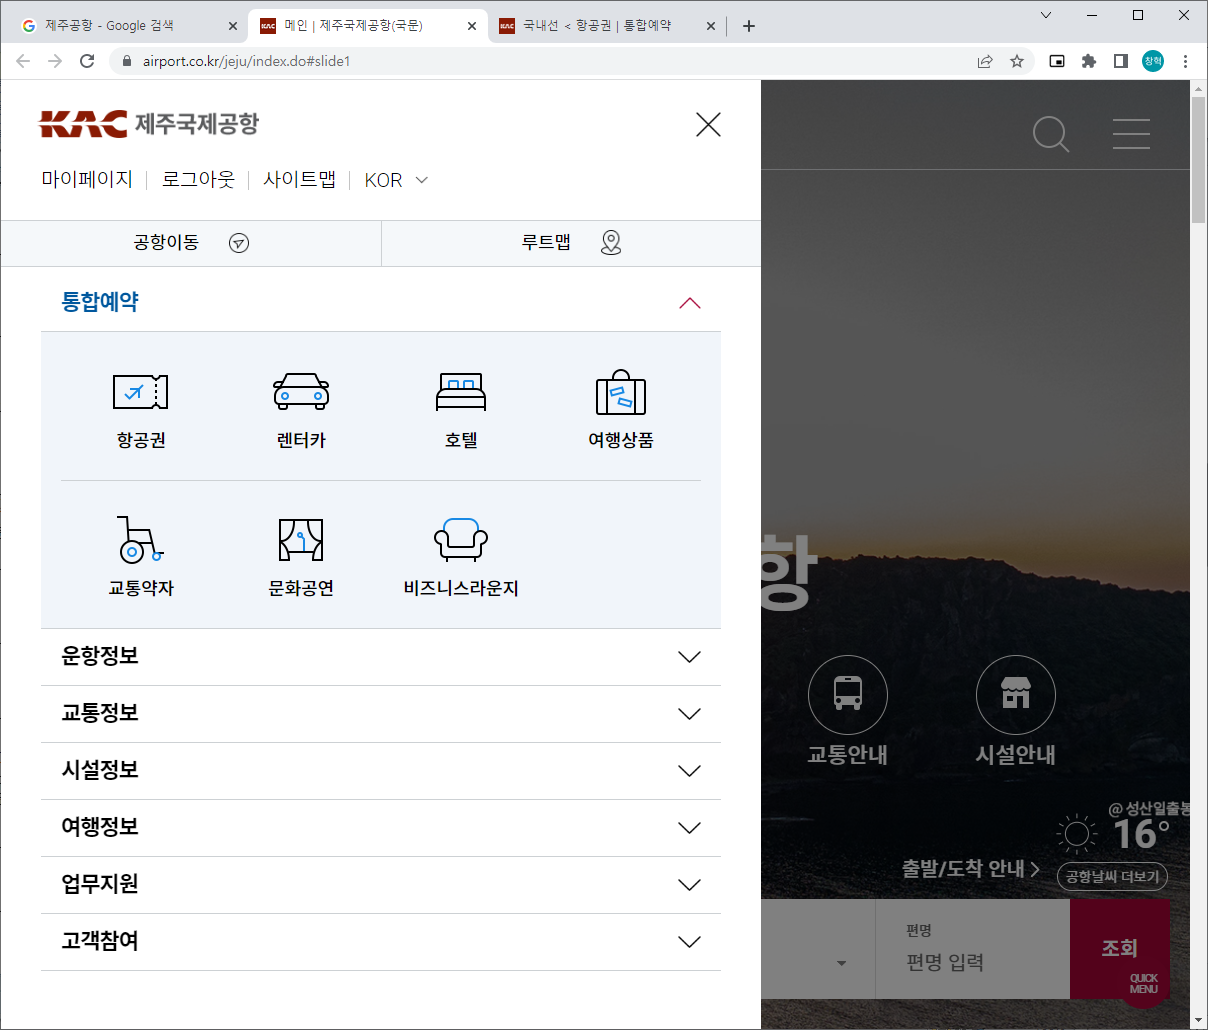 제주공항 - Google 검색
메인 | 제주국제공항(국문)
국내선 < 항공권 | 통합예약
airport.co.kr/jeju/index.do#slide1
창혁
KAC 제주국제공항
마이페이지 로그아웃 사이트맵 KOR
공항이동 루트맵
통합예약
항공권 렌터카 호텔 여행상품
교통약자 문화공연 비즈니스라운지
운항정보
교통정보
시설정보
여행정보
업무지원
고객참여
항
교통안내 시설안내
@ 성산일출봉
16°
출발/도착 안내 >
공항날씨 더보기
편명
편명 입력
조회
QUICK
MENU